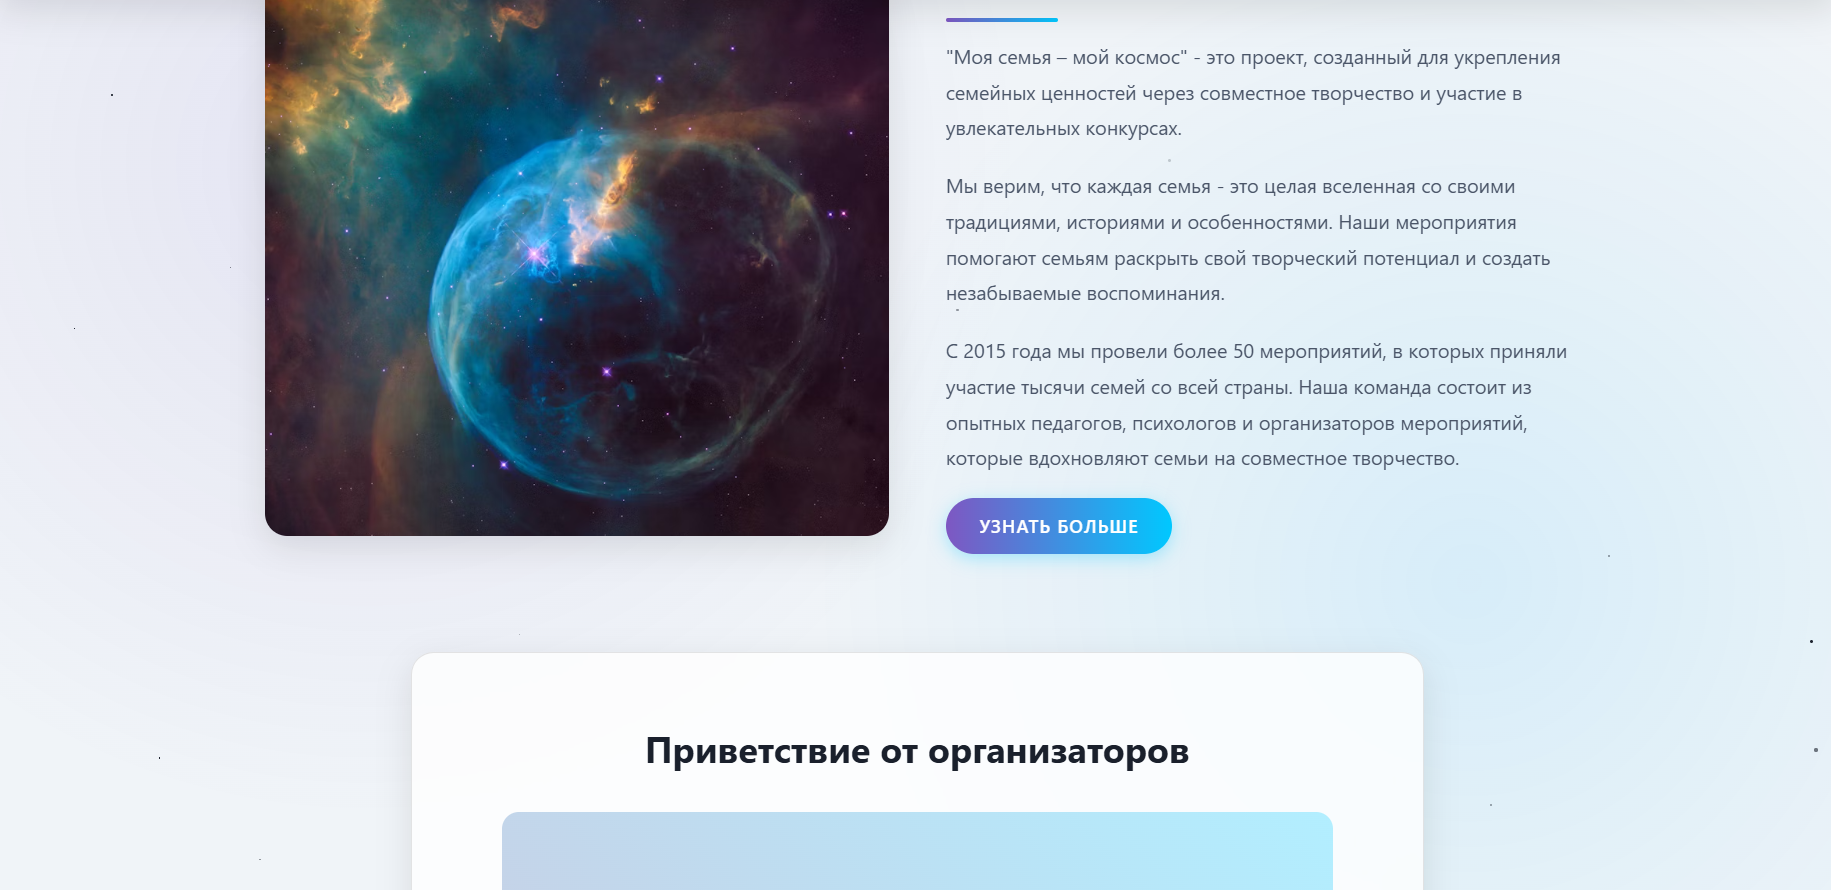 "Моя семья – мой космос" - это проект, созданный для укрепления
семейных ценностей через совместное творчество и участие в
увлекательных конкурсах.
Мы верим, что каждая семья - это целая вселенная со своими
традициями, историями и особенностями. Наши мероприятия
помогают семьям раскрыть свой творческий потенциал и создать
незабываемые воспоминания.
С 2015 года мы провели более 50 мероприятий, в которых приняли
участие тысячи семей со всей страны. Наша команда состоит из
опытных педагогов, психологов и организаторов мероприятий,
которые вдохновляют семьи на совместное творчество.
УЗНАТЬ БОЛЬШЕ
Приветствие от организаторов